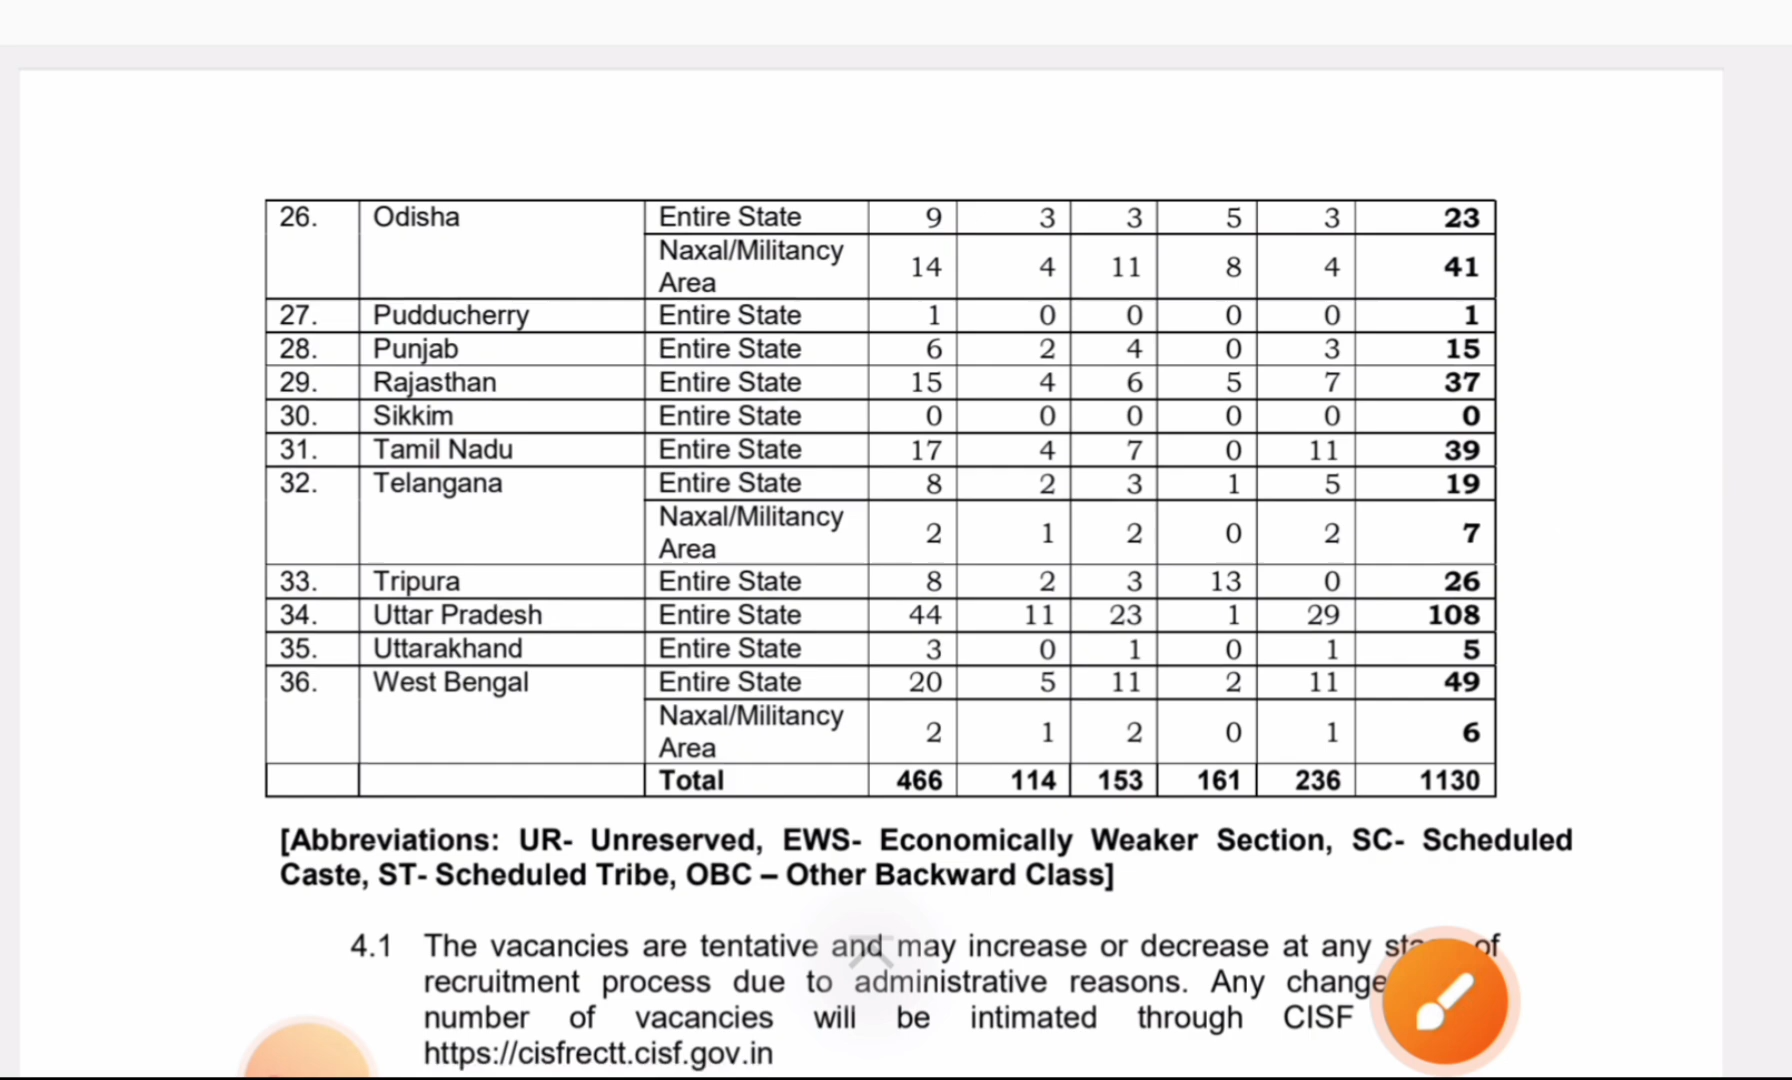 26. Odisha Entire State 9 3 3 5 3 23
Naxal/Militancy Area 14 4 11 8 4 41
27. Pudducherry Entire State 1 0 0 0 0 1
28. Punjab Entire State 6 2 4 0 3 15
29. Rajasthan Entire State 15 4 6 5 7 37
30. Sikkim Entire State 0 0 0 0 0 0
31. Tamil Nadu Entire State 17 4 7 0 11 39
32. Telangana Entire State 8 2 3 1 5 19
Naxal/Militancy Area 2 1 2 0 2 7
33. Tripura Entire State 8 2 3 13 0 26
34. Uttar Pradesh Entire State 44 11 23 1 29 108
35. Uttarakhand Entire State 3 0 1 0 1 5
36. West Bengal Entire State 20 5 11 2 11 49
Naxal/Militancy Area 2 1 2 0 1 6
Total 466 114 153 161 236 1130
[Abbreviations: UR- Unreserved, EWS- Economically Weaker Section, SC- Scheduled
Caste, ST- Scheduled Tribe, OBC – Other Backward Class]
4.1 The vacancies are tentative and may increase or decrease at any of
recruitment process due to administrative reasons. Any change
number of vacancies will be intimated through CISF
https://cisfrectt.cisf.gov.in